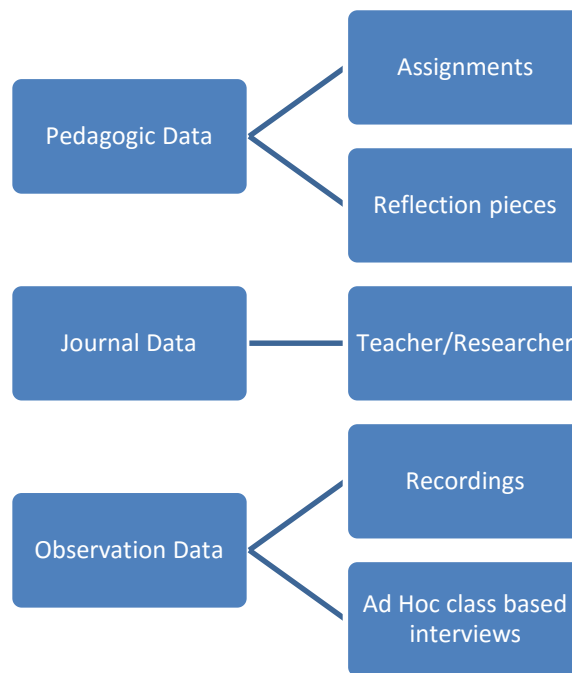 Pedagogic Data
Assignments
Reflection pieces
Journal Data
Teacher/Researcher
Observation Data
Recordings
Ad Hoc class based
interviews